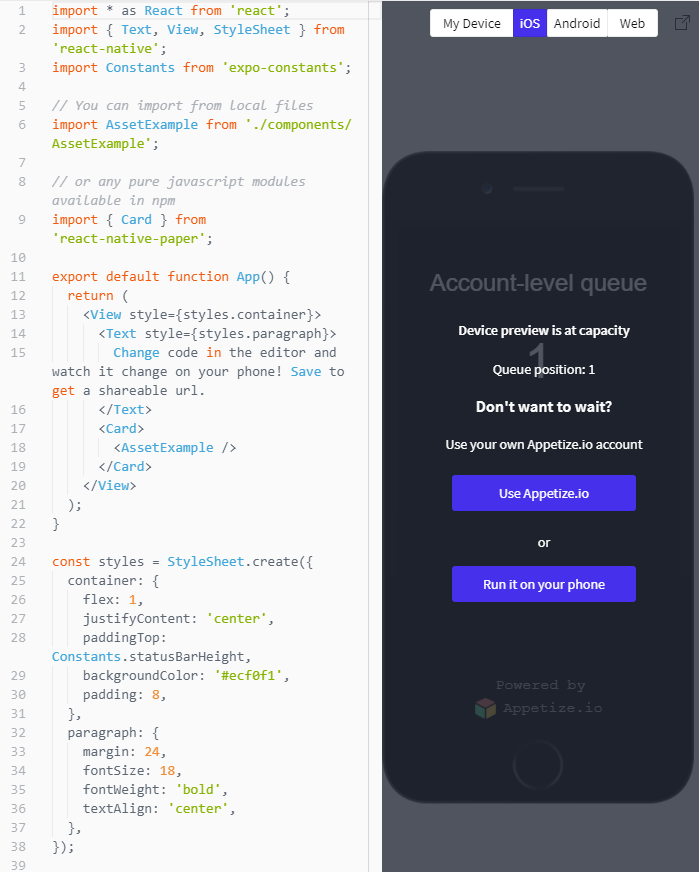 1 import * as React from 'react';
2 import { Text, View, StyleSheet } from
'react-native';
3 import Constants from 'expo-constants';
4
5 // You can import from local files
6 import AssetExample from './components/
AssetExample';
7
8 // or any pure javascript modules
available in npm
9 import { Card } from
'react-native-paper';
10
11 export default function App() {
12 return (
13 <View style={styles.container}>
14 <Text style={styles.paragraph}>
15 Change code in the editor and
watch it change on your phone! Save to
get a shareable url.
16 </Text>
17 <Card>
18 <AssetExample />
19 </Card>
20 </View>
21 );
22 }
23
24 const styles = StyleSheet.create({
25 container: {
26 flex: 1,
27 justifyContent: 'center',
28 paddingTop:
Constants.statusBarHeight,
29 backgroundColor: '#ecf0f1',
30 padding: 8,
31 },
32 paragraph: {
33 margin: 24,
34 fontSize: 18,
35 fontWeight: 'bold',
36 textAlign: 'center',
37 },
38 });
39
My Device iOS Android Web
Account-level queue
Device preview is at capacity
1
Queue position: 1
Don't want to wait?
Use your own Appetize.io account
Use Appetize.io
or
Run it on your phone
Powered by
Appetize.io